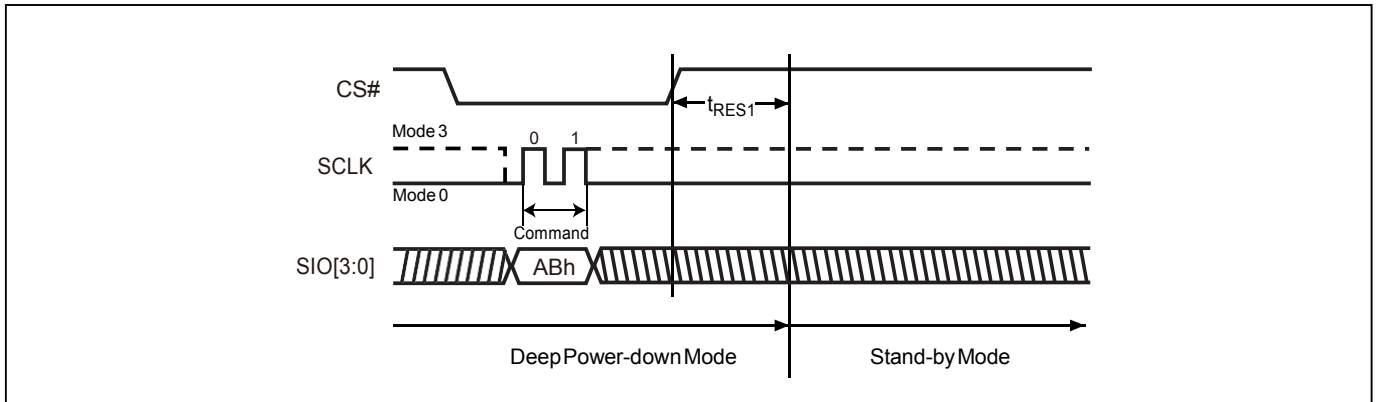 CS#
tRES1
Mode 3
0 1
SCLK
Mode 0
Command
SIO[3:0]
ABh
Deep Power-down Mode
Stand-by Mode